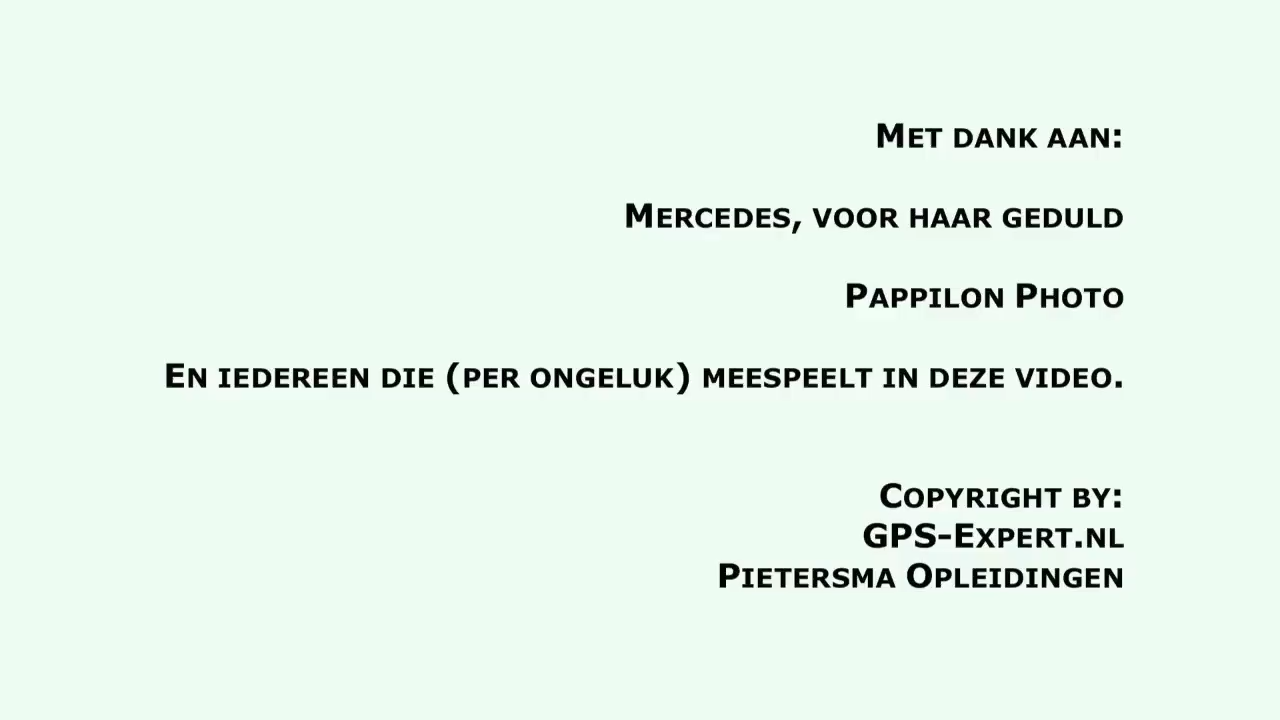 Met dank aan:
Mercedes, voor haar geduld
Pappilon Photo
En iedereen die (per ongeluk) meespeelt in deze video.
Copyright by:
GPS-Expert.nl
Pietersma Opleidingen